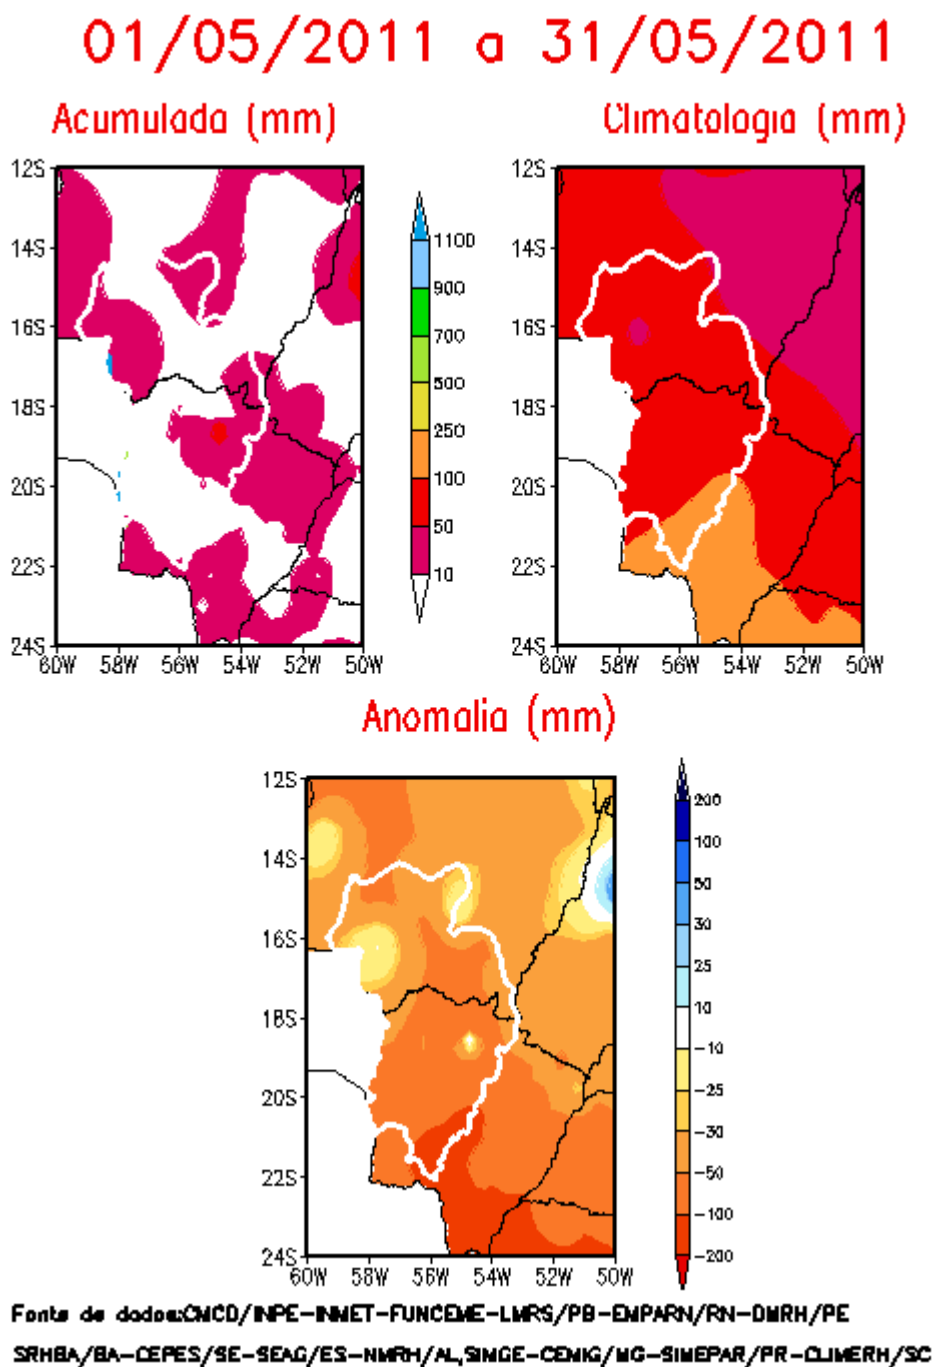 01/05/2011 a 31/05/2011
Acumulada (mm)
Climatologia (mm)
12S
14S
16S
18S
20S
22S
24S
60W 58W 56W 54W 52W 50W
1100
900
700
500
250
100
50
10
12S
14S
16S
18S
20S
22S
24S
60W 58W 56W 54W 52W 50W
Anomalia (mm)
12S
14S
16S
18S
20S
22S
24S
60W 58W 56W 54W 52W 50W
200
100
50
30
25
10
-10
-25
-30
-50
-100
-200
Fonte de dados:CMCD/INPE-INMET-FUNCEME-LMRS/PB-EMPARN/RN-DMRH/PE
SRHBA/BA-CEPES/SE-SEAG/ES-NMRH/AL,SIMGE-CEMIG/MG-SIMEPAR/PR-CLIMERH/SC